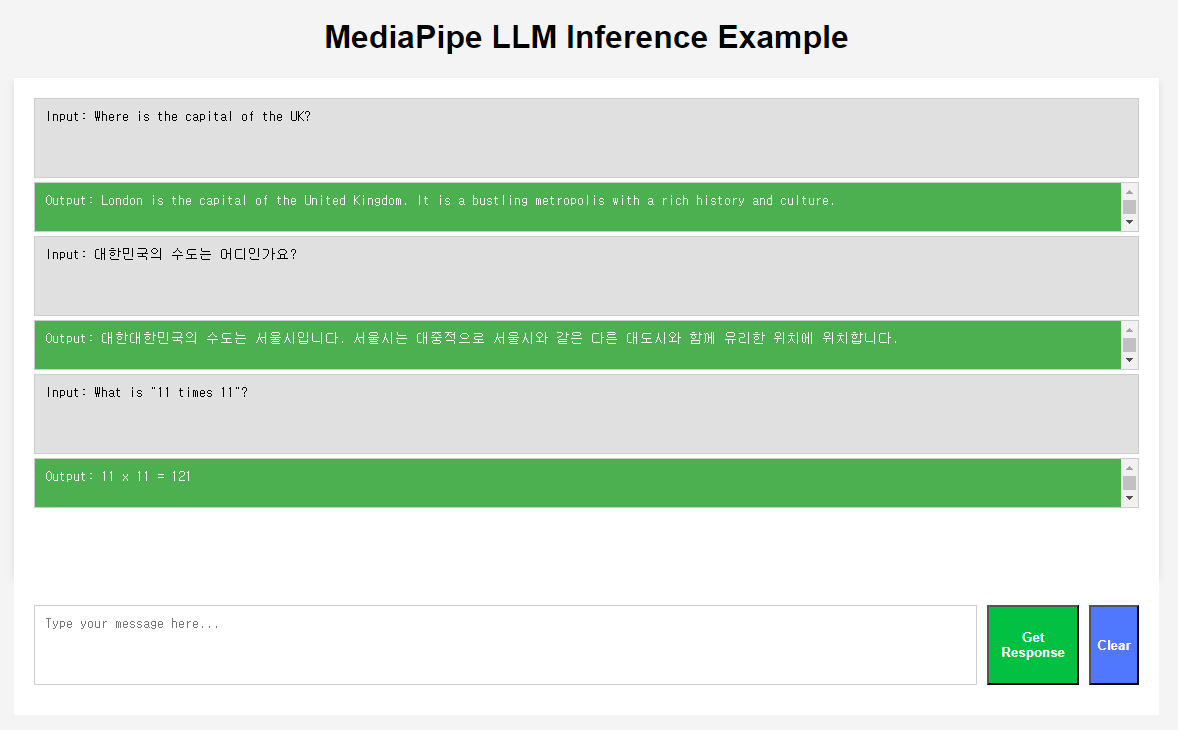 MediaPipe LLM Inference Example
Input: Where is the capital of the UK?
Output: London is the capital of the United Kingdom. It is a bustling metropolis with a rich history and culture.
Input: 대한민국의 수도는 어디인가요?
Output: 대한대한민국의 수도는 서울시입니다. 서울시는 대중적으로 서울시와 같은 다른 대도시와 함께 유리한 위치에 위치합니다.
Input: What is "11 times 11"?
Output: 11 x 11 = 121
Type your message here...
Get
Response
Clear